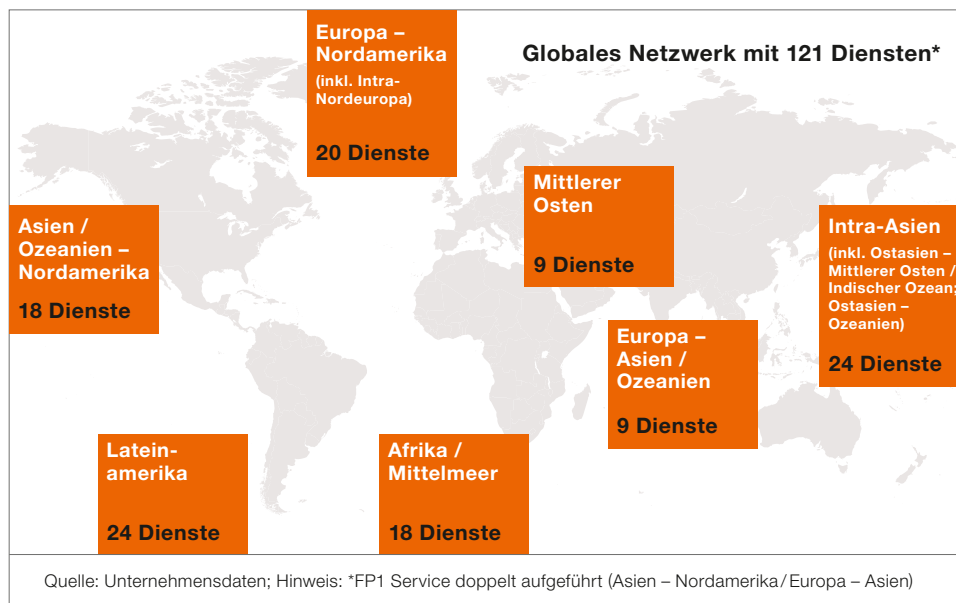 Globales Netzwerk mit 121 Diensten*
Europa –
Nordamerika
(inkl. Intra-
Nordeuropa)
20 Dienste
Mittlerer
Osten
9 Dienste
Asien /
Ozeanien –
Nordamerika
18 Dienste
Intra-Asien
(inkl. Ostasien –
Mittlerer Osten /
Indischer Ozean;
Ostasien –
Ozeanien)
24 Dienste
Europa –
Asien /
Ozeanien
9 Dienste
Latein-
amerika
24 Dienste
Afrika /
Mittelmeer
18 Dienste
Quelle: Unternehmensdaten; Hinweis: *FP1 Service doppelt aufgeführt (Asien – Nordamerika/Europa – Asien)